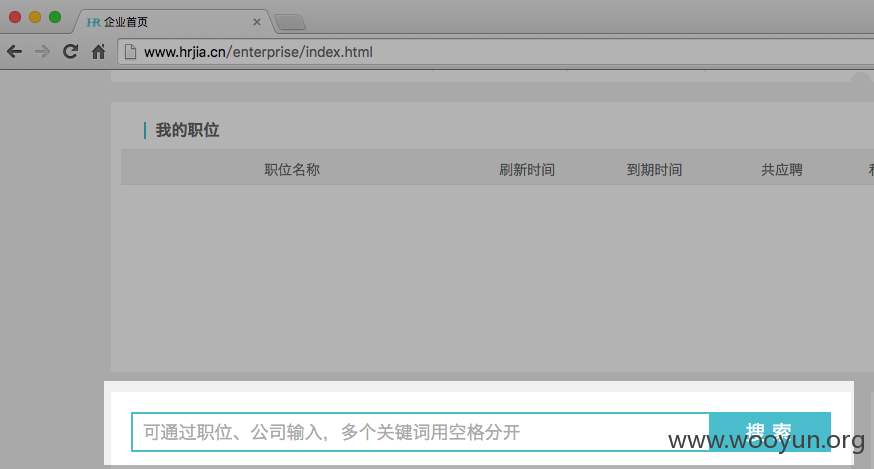 HR 企业首页
www.hrjia.cn/enterprise/index.html
我的职位
职位名称 刷新时间 到期时间 共应聘
可通过职位、公司输入，多个关键词用空格分开
搜 索
www.wooyun.org